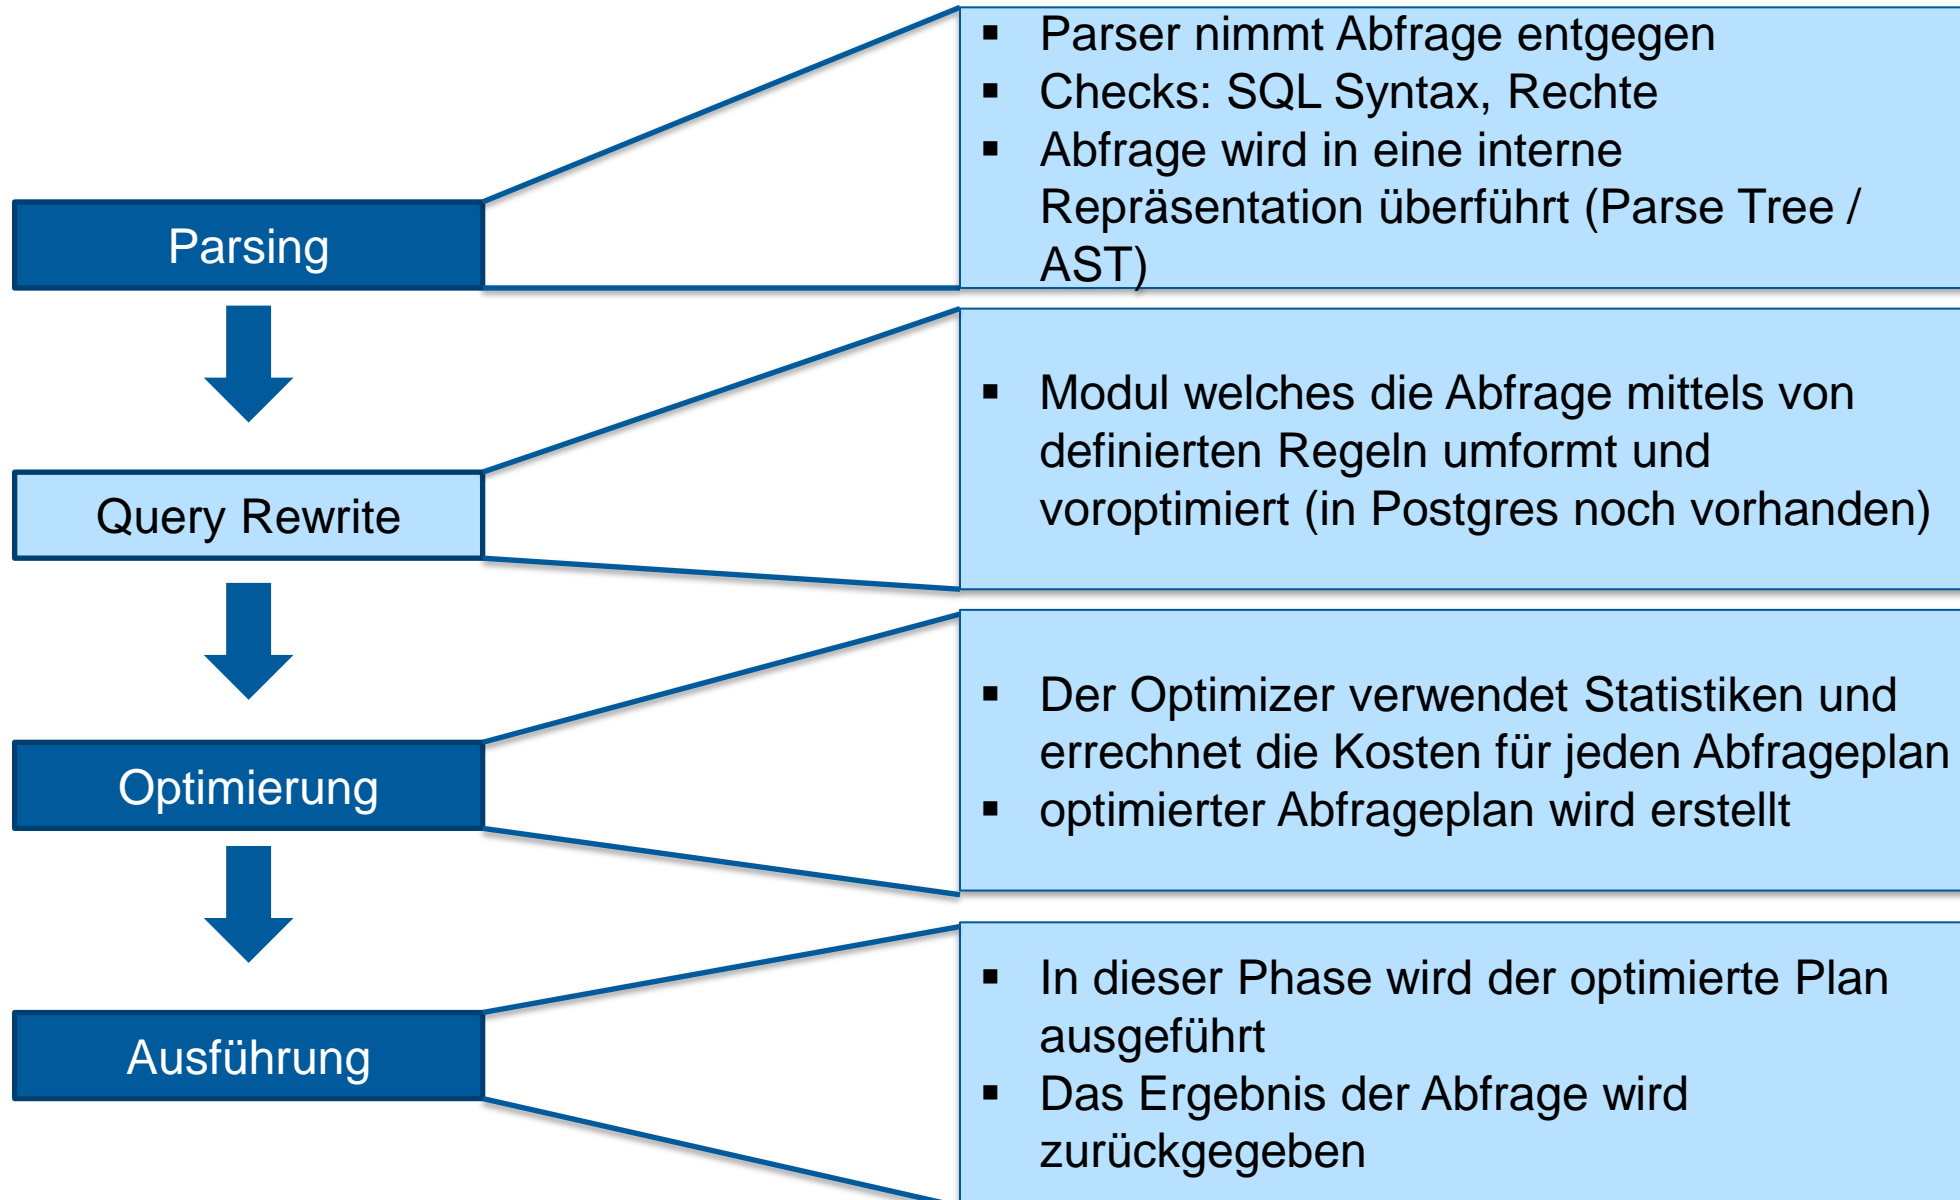 Parsing
▪ Parser nimmt Abfrage entgegen
▪ Checks: SQL Syntax, Rechte
▪ Abfrage wird in eine interne
Repräsentation überführt (Parse Tree /
AST)
Query Rewrite
▪ Modul welches die Abfrage mittels von
definierten Regeln umformt und
voroptimiert (in Postgres noch vorhanden)
Optimierung
▪ Der Optimizer verwendet Statistiken und
errechnet die Kosten für jeden Abfrageplan
▪ optimierter Abfrageplan wird erstellt
Ausführung
▪ In dieser Phase wird der optimierte Plan
ausgeführt
▪ Das Ergebnis der Abfrage wird
zurückgegeben